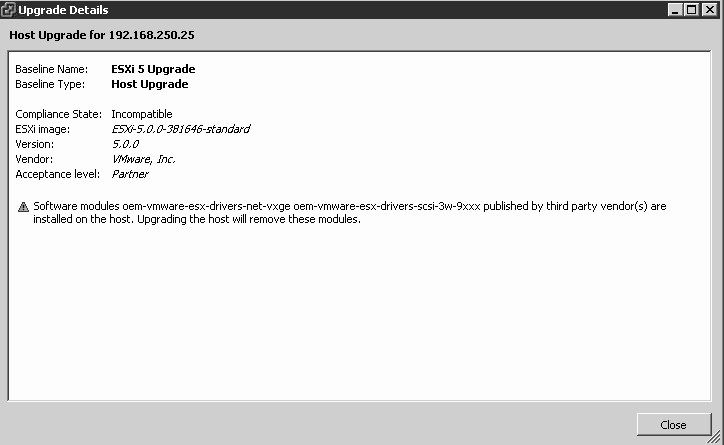 Upgrade Details
Host Upgrade for 192.168.250.25
Baseline Name: ESXi 5 Upgrade
Baseline Type: Host Upgrade
Compliance State: Incompatible
ESXi image: ESXi-5.0.0-381646-standard
Version: 5.0.0
Vendor: VMware, Inc.
Acceptance level: Partner
Software modules oem-vmware-esx-drivers-net-vxge oem-vmware-esx-drivers-scsi-3w-9xxx published by third party vendor(s) are
installed on the host. Upgrading the host will remove these modules.
Close